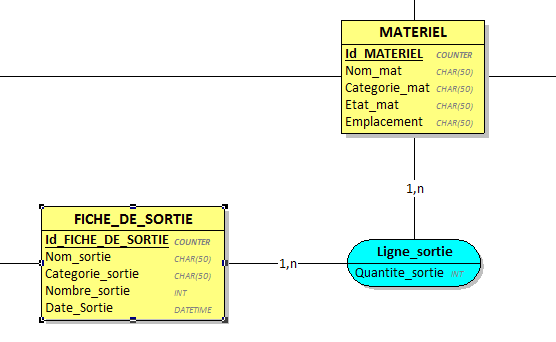 MATERIEL
Id_MATERIEL COUNTER
Nom_mat CHAR(50)
Categorie_mat CHAR(50)
Etat_mat CHAR(50)
Emplacement CHAR(50)
1,n
FICHE_DE_SORTIE
Id_FICHE_DE_SORTIE COUNTER
Nom_sortie CHAR(50)
Categorie_sortie CHAR(50)
Nombre_sortie INT
Date_Sortie DATETIME
1,n
Ligne_sortie
Quantite_sortie INT